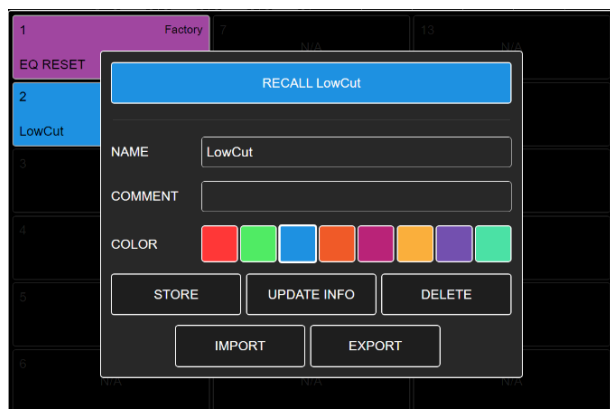 1 Factory 7 13
N/A N/A
EQ RESET
RECALL LowCut
2
LowCut
NAME LowCut
3
COMMENT
4
COLOR
5
STORE UPDATE INFO DELETE
IMPORT EXPORT
6
N/A N/A N/A